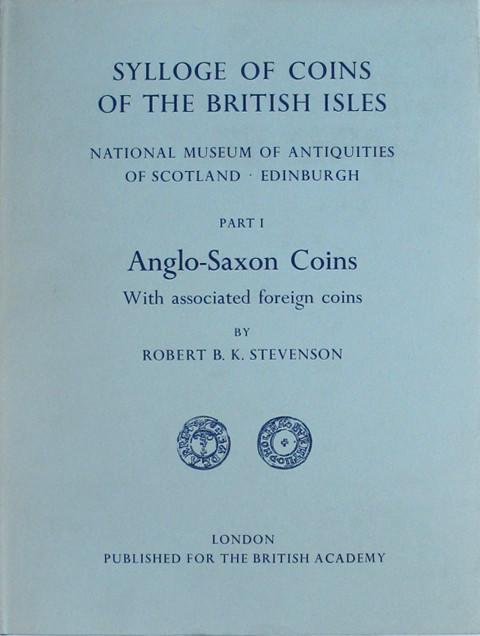 SYLLOGE OF COINS
OF THE BRITISH ISLES
NATIONAL MUSEUM OF ANTIQUITIES
OF SCOTLAND · EDINBURGH
PART I
Anglo-Saxon Coins
With associated foreign coins
BY
ROBERT B. K. STEVENSON
LONDON
PUBLISHED FOR THE BRITISH ACADEMY